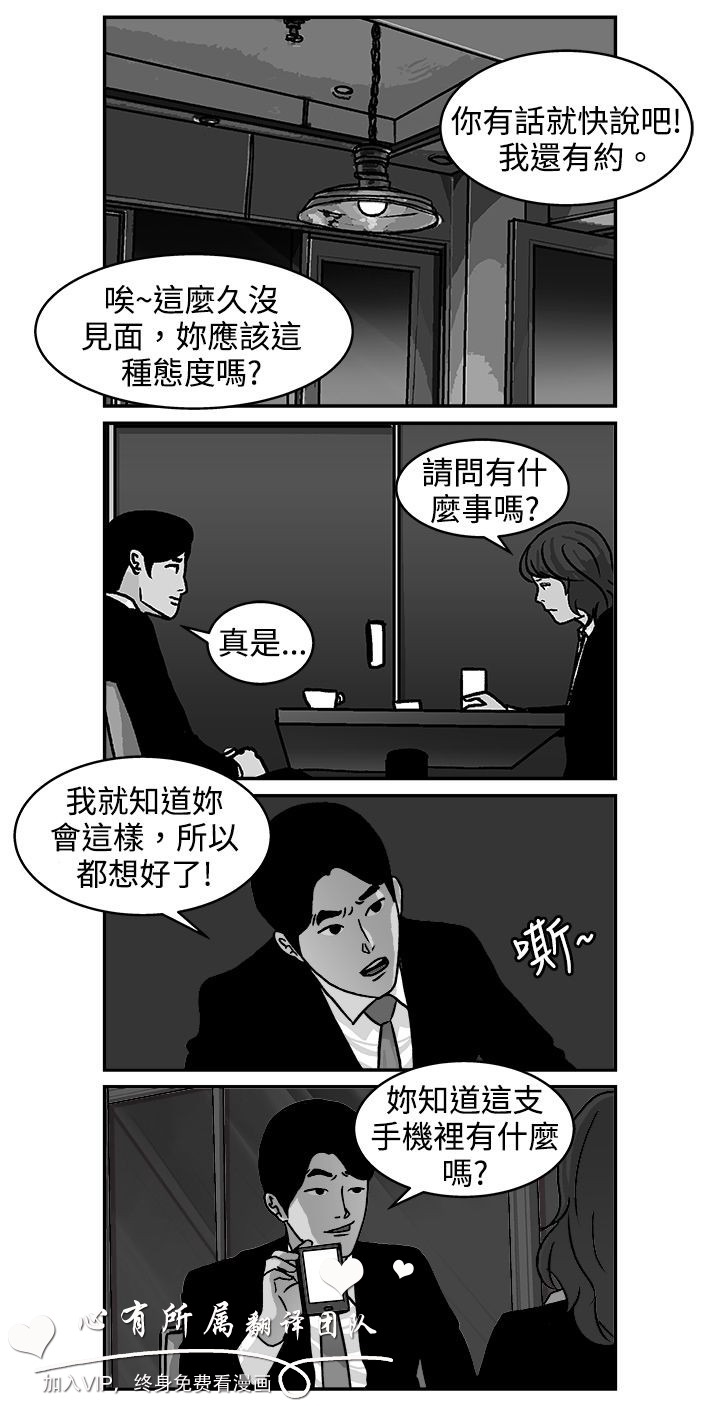 你有話就快說吧!
我還有約。
唉~這麼久沒
見面，妳應該這
種態度嗎?
請問有什
麼事嗎?
真是...
我就知道妳
會這樣，所以
都想好了!
嘶~
妳知道這支
手機裡有什麼
嗎?
心有所属翻译团队
加入VIP，终身免费看漫画